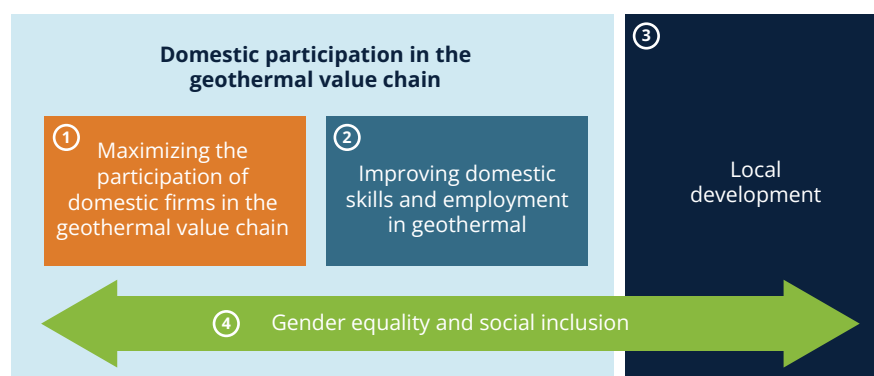 Domestic participation in the
geothermal value chain
1
Maximizing the
participation of
domestic firms in the
geothermal value chain
2
Improving domestic
skills and employment
in geothermal
3
Local
development
4 Gender equality and social inclusion